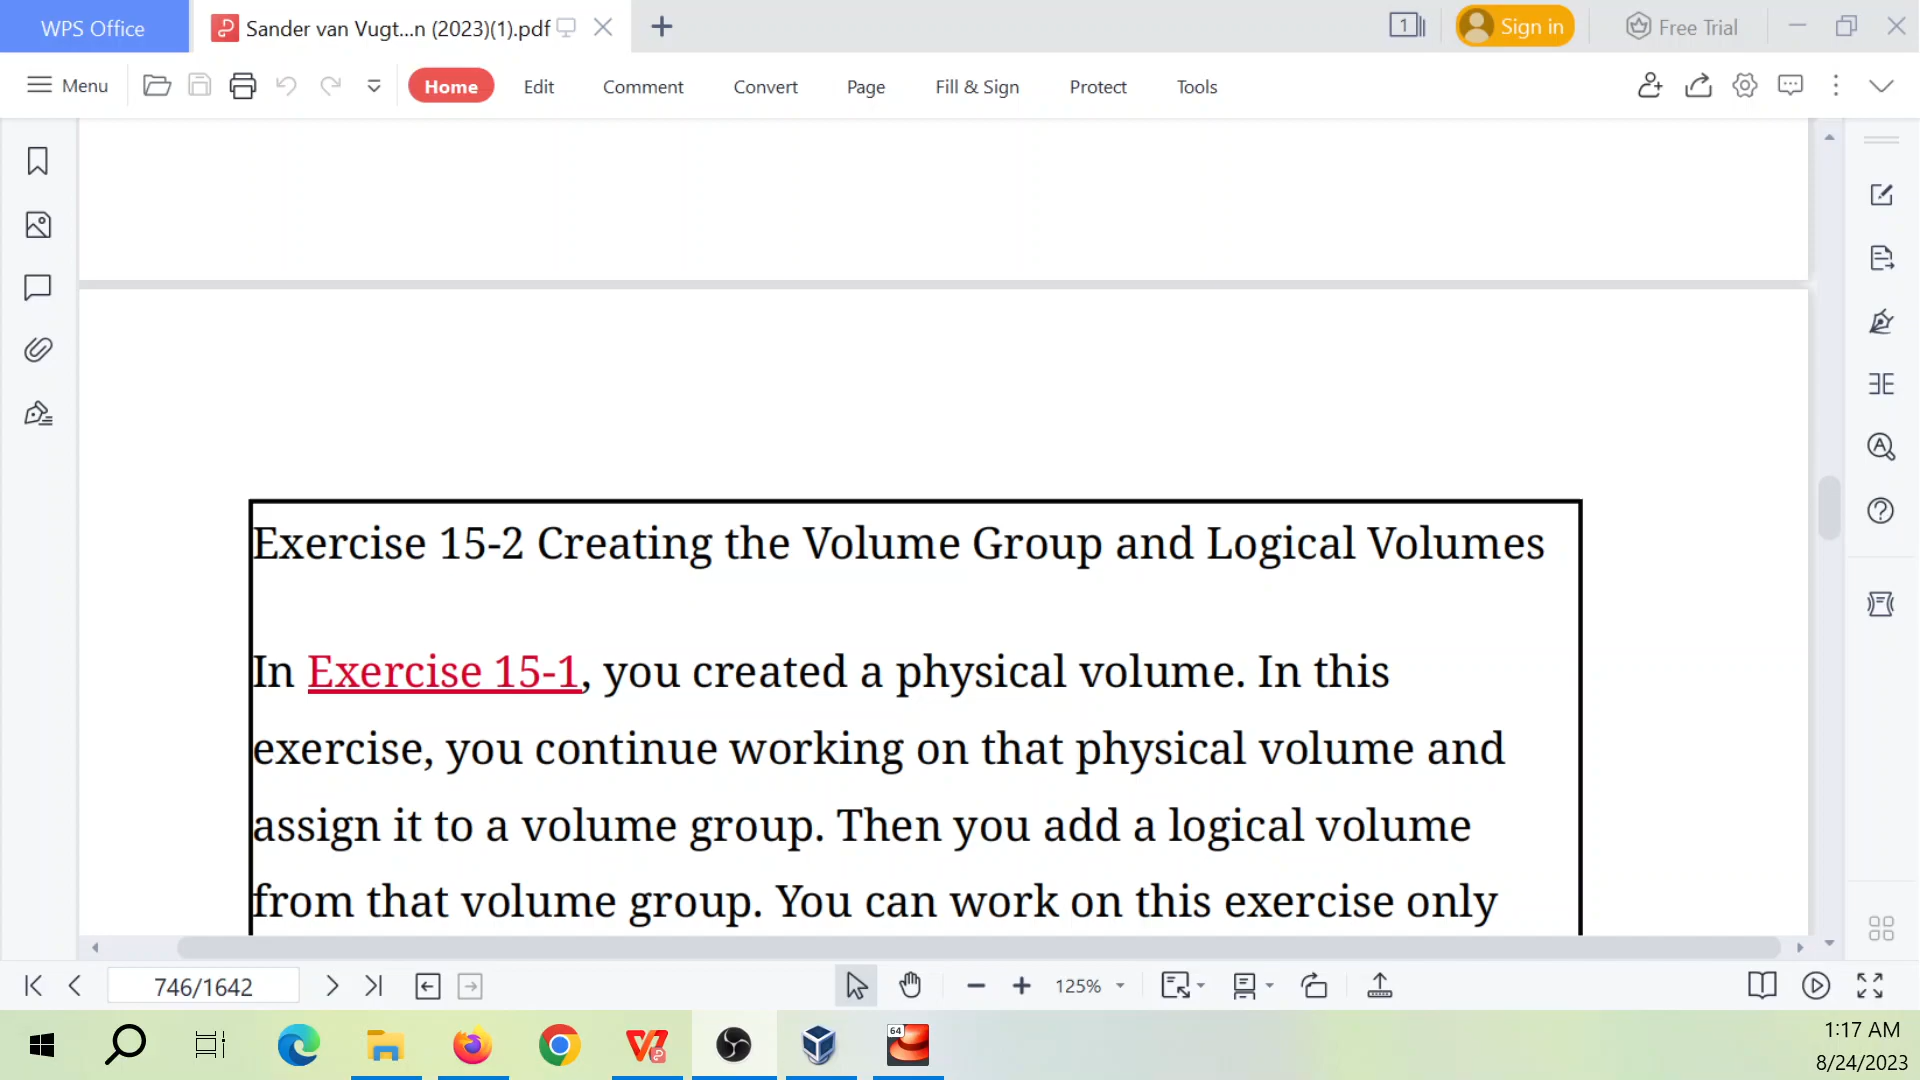 WPS Office
Sander van Vugt...n (2023)(1).pdf
1
Sign in
Free Trial
Menu
Home
Edit
Comment
Convert
Page
Fill & Sign
Protect
Tools
Exercise 15-2 Creating the Volume Group and Logical Volumes
In Exercise 15-1, you created a physical volume. In this
exercise, you continue working on that physical volume and
assign it to a volume group. Then you add a logical volume
from that volume group. You can work on this exercise only
746/1642
125%
64
1:17 AM
8/24/2023